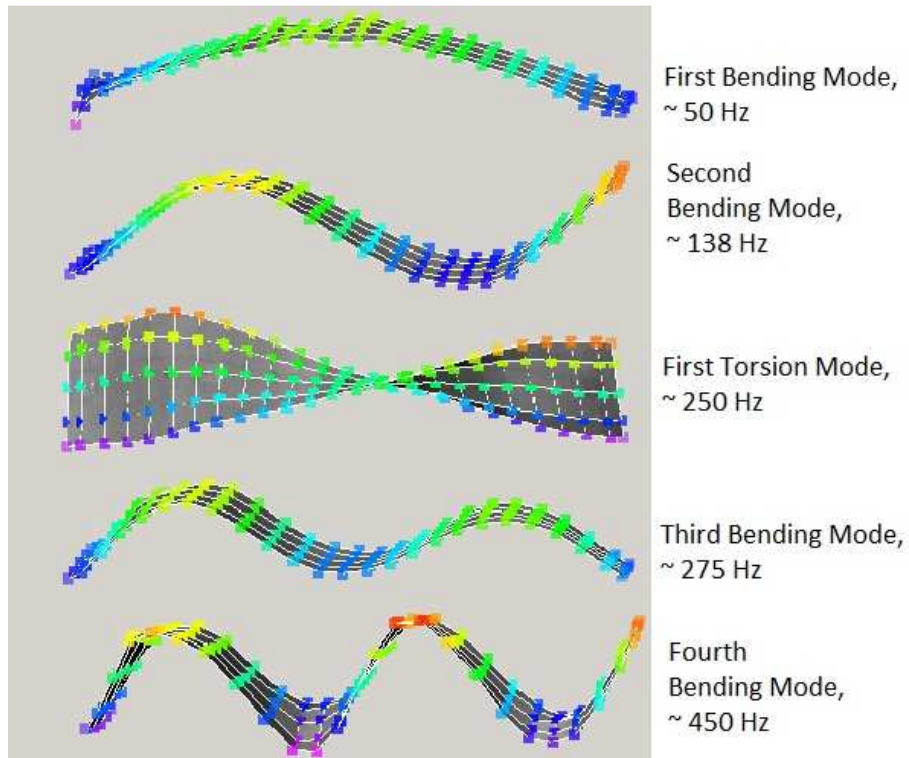 First Bending Mode,
~ 50 Hz
Second
Bending Mode,
~ 138 Hz
First Torsion Mode,
~ 250 Hz
Third Bending Mode,
~ 275 Hz
Fourth
Bending Mode,
~ 450 Hz